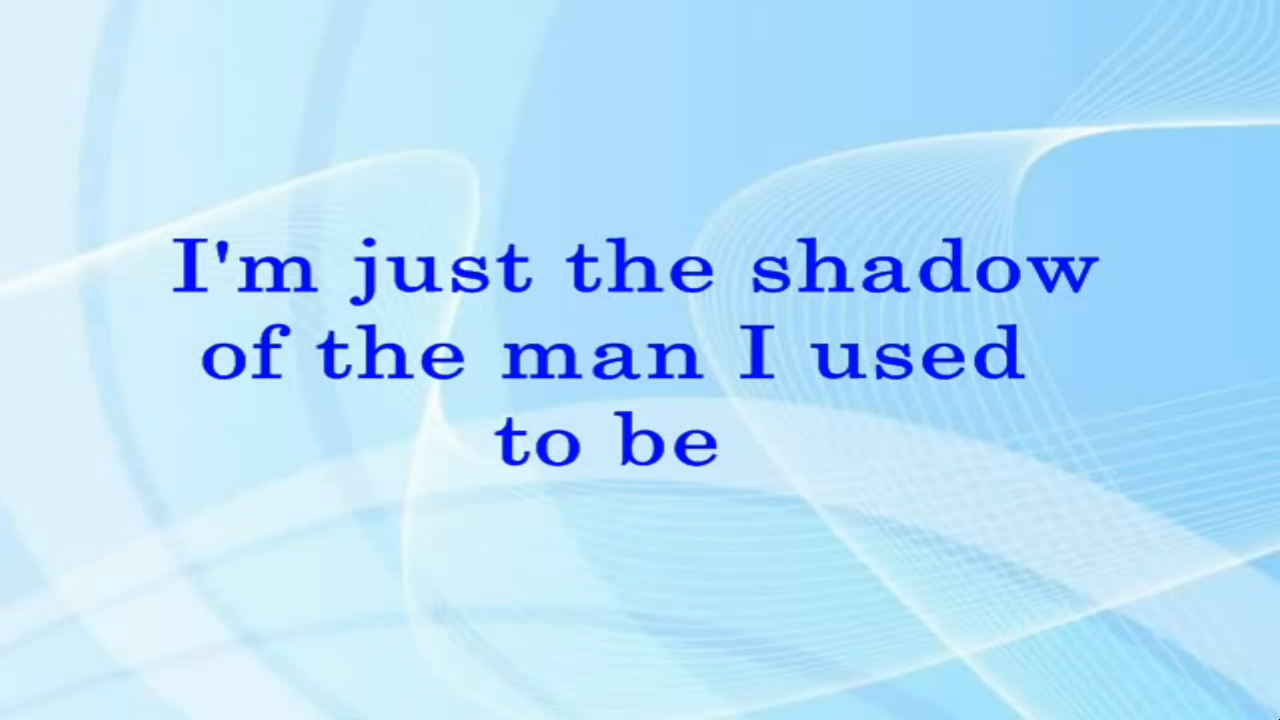 I'm just the shadow
of the man I used
to be